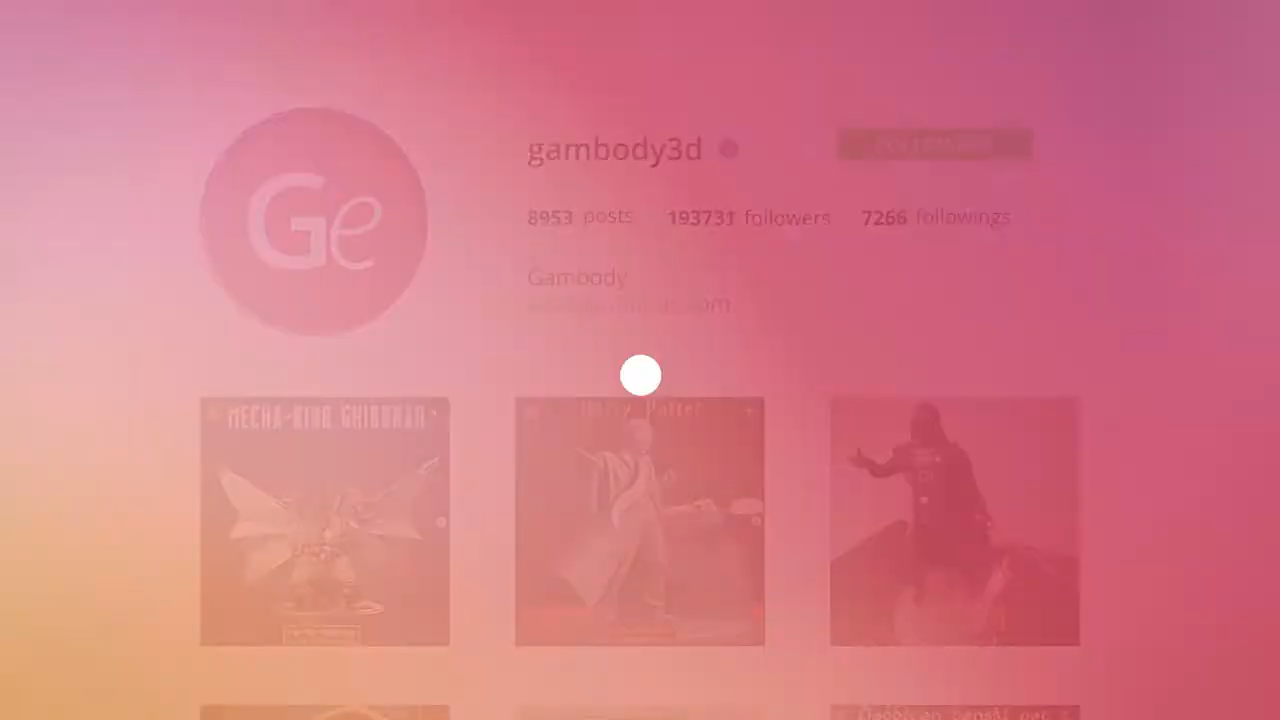 Ge
gambody3d
8953 posts 193731 followers 7266 followings
Gambody
MECHA-KING GHIDORAH
Harry Potter